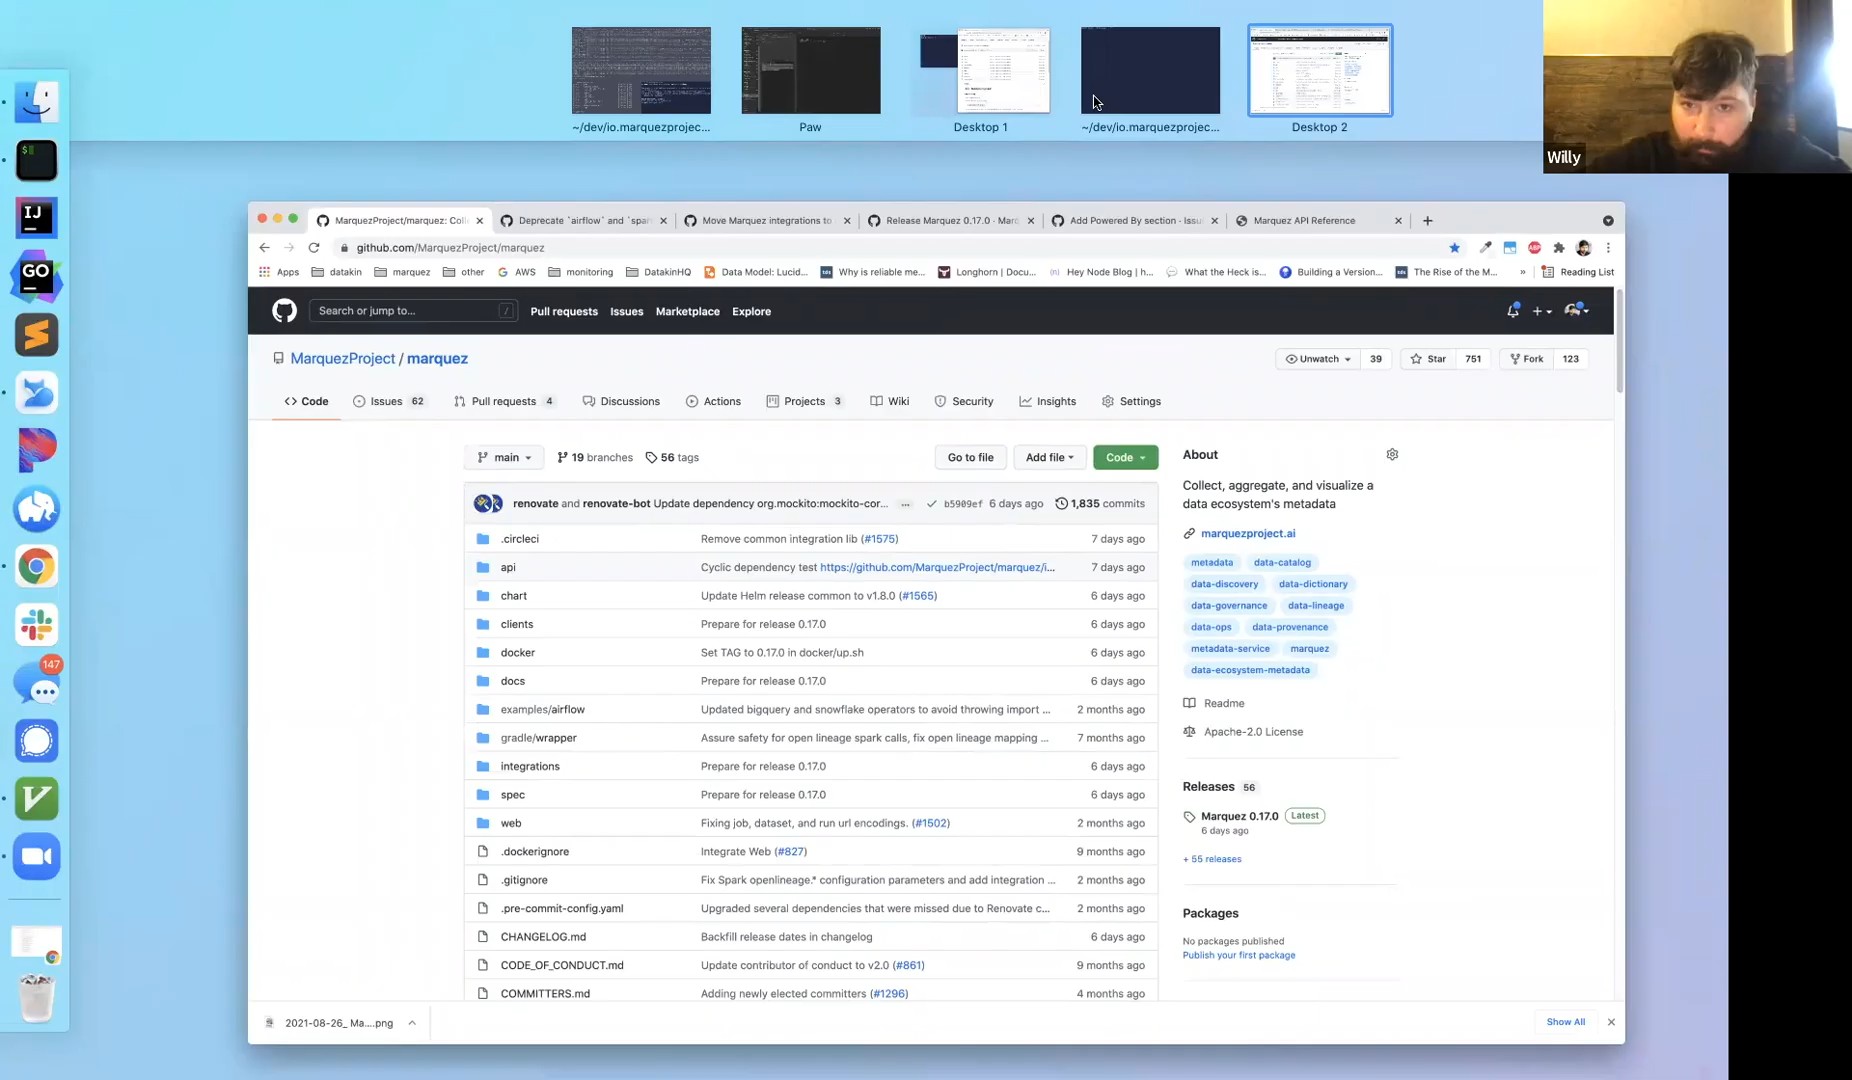 ~/dev/io.marquezprojec...
Paw
Desktop 1
~/dev/io.marquezprojec...
Desktop 2
Willy
MarquezProject/marquez: Coll
Deprecate `airflow` and `spar
Move Marquez integrations to
Release Marquez 0.17.0 - Marq
Add Powered By section - Issu
Marquez API Reference
github.com/MarquezProject/marquez
ABP
Apps
datakin
marquez
other
AWS
monitoring
DatakinHQ
Data Model: Lucid...
Why is reliable me...
Longhorn | Docu...
Hey Node Blog | h...
What the Heck is...
Building a Version...
The Rise of the M...
»
Reading List
Search or jump to...
/
Pull requests
Issues
Marketplace
Explore
MarquezProject / marquez
Unwatch
39
Star
751
Fork
123
Code
Issues 62
Pull requests 4
Discussions
Actions
Projects 3
Wiki
Security
Insights
Settings
main
19 branches
56 tags
Go to file
Add file
Code
About
Collect, aggregate, and visualize a
data ecosystem's metadata
marquezproject.ai
metadata
data-catalog
data-discovery
data-dictionary
data-governance
data-lineage
data-ops
data-provenance
metadata-service
marquez
data-ecosystem-metadata
Readme
Apache-2.0 License
Releases 56
Marquez 0.17.0 Latest
6 days ago
+ 55 releases
Packages
No packages published
Publish your first package
renovate and renovate-bot Update dependency org.mockito:mockito-cor... ... b5909ef 6 days ago 1,835 commits
.circleci Remove common integration lib (#1575) 7 days ago
api Cyclic dependency test https://github.com/MarquezProject/marquez/i... 7 days ago
chart Update Helm release common to v1.8.0 (#1565) 6 days ago
clients Prepare for release 0.17.0 6 days ago
docker Set TAG to 0.17.0 in docker/up.sh 6 days ago
docs Prepare for release 0.17.0 6 days ago
examples/airflow Updated bigquery and snowflake operators to avoid throwing import ... 2 months ago
gradle/wrapper Assure safety for open lineage spark calls, fix open lineage mapping ... 7 months ago
integrations Prepare for release 0.17.0 6 days ago
spec Prepare for release 0.17.0 6 days ago
web Fixing job, dataset, and run url encodings. (#1502) 2 months ago
.dockerignore Integrate Web (#827) 9 months ago
.gitignore Fix Spark openlineage.* configuration parameters and add integration ... 2 months ago
.pre-commit-config.yaml Upgraded several dependencies that were missed due to Renovate c... 2 months ago
CHANGELOG.md Backfill release dates in changelog 6 days ago
CODE_OF_CONDUCT.md Update contributor of conduct to v2.0 (#861) 9 months ago
COMMITTERS.md Adding newly elected committers (#1296) 4 months ago
2021-08-26_ Ma....png
Show All
$
IJ
GO
147